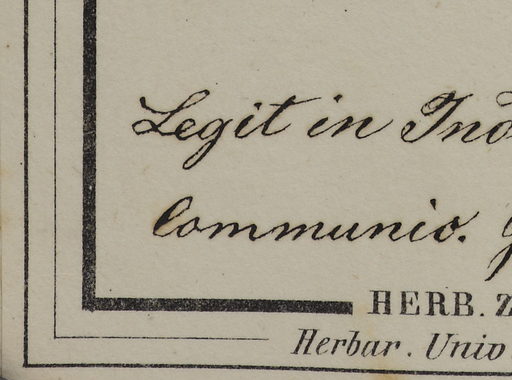 Legit in Ind
Communic.
HERB. Z
Herbar. Univ